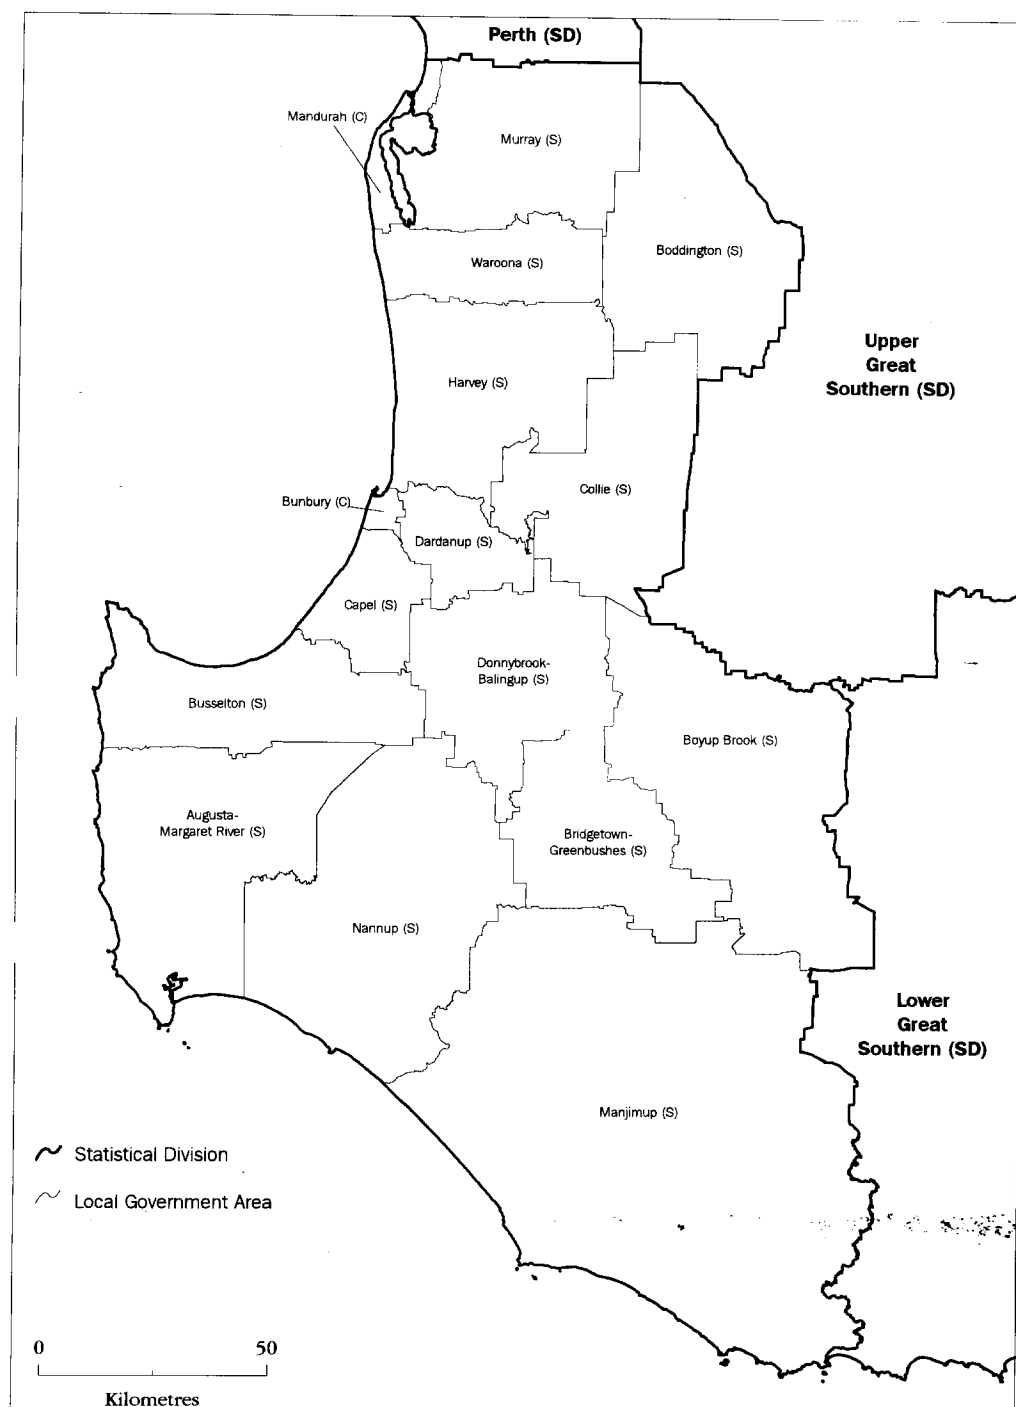 Perth (SD)
Mandurah (C)
Murray (S)
Boddington (S)
Waroona (S)
Upper
Great
Southern (SD)
Harvey (S)
Collie (S)
Bunbury (C)
Dardanup (S)
Capel (S)
Donnybrook-
Balingup (S)
Busselton (S)
Boyup Brook (S)
Augusta-
Margaret River (S)
Bridgetown-
Greenbushes (S)
Nannup (S)
Lower
Great
Southern (SD)
Manjimup (S)
Statistical Division
Local Government Area
0 50
Kilometres